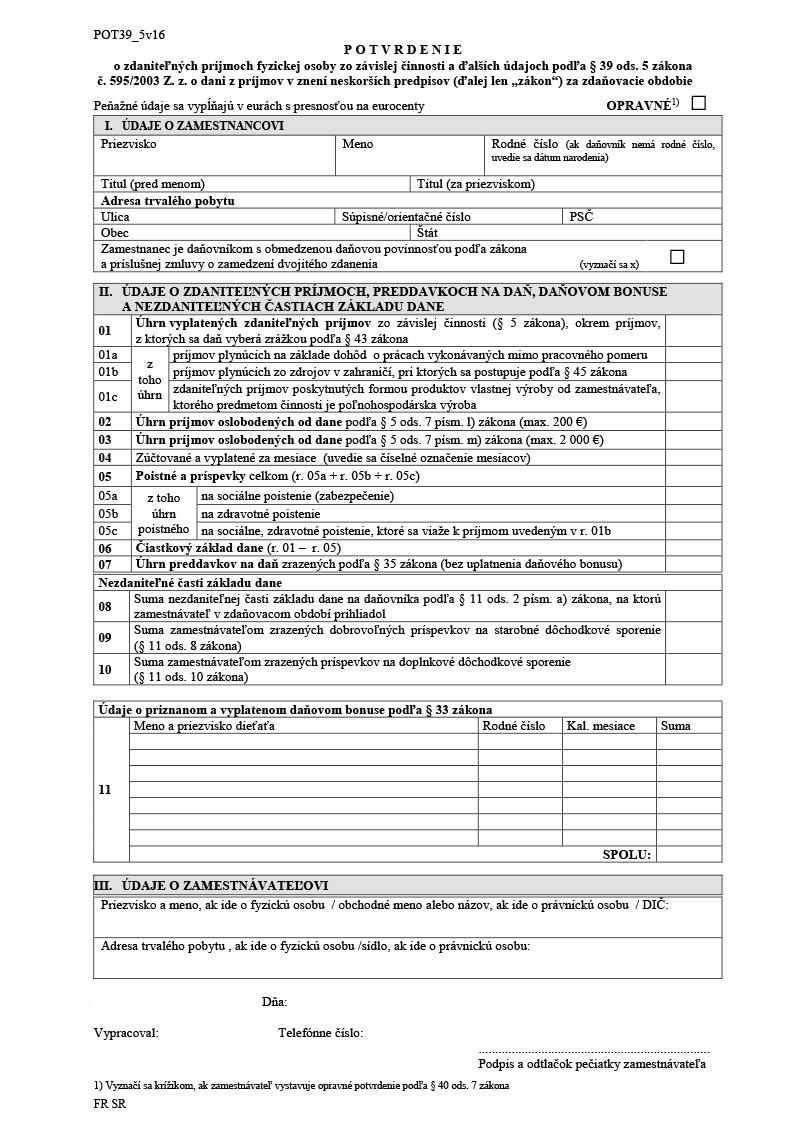 POT39_5v16
P O T V R D E N I E
o zdaniteľných príjmoch fyzickej osoby zo závislej činnosti a ďalších údajoch podľa § 39 ods. 5 zákona
č. 595/2003 Z. z. o dani z príjmov v znení neskorších predpisov (ďalej len „zákon“) za zdaňovacie obdobie
Peňažné údaje sa vypĺňajú v eurách s presnosťou na eurocenty OPRAVNÉ1)
I. ÚDAJE O ZAMESTNANCOVI
Priezvisko Meno Rodné číslo (ak daňovník nemá rodné číslo,
uvedie sa dátum narodenia)
Titul (pred menom) Titul (za priezviskom)
Adresa trvalého pobytu
Ulica Súpisné/orientačné číslo PSČ
Obec Štát
Zamestnanec je daňovníkom s obmedzenou daňovou povinnosťou podľa zákona
a príslušnej zmluvy o zamedzení dvojitého zdanenia (vyznačí sa x)
II. ÚDAJE O ZDANITEĽNÝCH PRÍJMOCH, PREDDAVKOCH NA DAŇ, DAŇOVOM BONUSE
A NEZDANITEĽNÝCH ČASTIACH ZÁKLADU DANE
01 Úhrn vyplatených zdaniteľných príjmov zo závislej činnosti (§ 5 zákona), okrem príjmov,
z ktorých sa daň vyberá zrážkou podľa § 43 zákona
z toho úhrn
01a príjmov plynúcich na základe dohôd o prácach vykonávaných mimo pracovného pomeru
01b príjmov plynúcich zo zdrojov v zahraničí, pri ktorých sa postupuje podľa § 45 zákona
01c zdaniteľných príjmov poskytnutých formou produktov vlastnej výroby od zamestnávateľa,
ktorého predmetom činnosti je poľnohospodárska výroba
02 Úhrn príjmov oslobodených od dane podľa § 5 ods. 7 písm. l) zákona (max. 200 €)
03 Úhrn príjmov oslobodených od dane podľa § 5 ods. 7 písm. m) zákona (max. 2 000 €)
04 Zúčtované a vyplatené za mesiace (uvedie sa číselné označenie mesiacov)
05 Poistné a príspevky celkom (r. 05a + r. 05b + r. 05c)
z toho úhrn poistného
05a na sociálne poistenie (zabezpečenie)
05b na zdravotné poistenie
05c na sociálne, zdravotné poistenie, ktoré sa viaže k príjmom uvedeným v r. 01b
06 Čiastkový základ dane (r. 01 – r. 05)
07 Úhrn preddavkov na daň zrazených podľa § 35 zákona (bez uplatnenia daňového bonusu)
Nezdaniteľné časti základu dane
08 Suma nezdaniteľnej časti základu dane na daňovníka podľa § 11 ods. 2 písm. a) zákona, na ktorú
zamestnávateľ v zdaňovacom období prihliadol
09 Suma zamestnávateľom zrazených dobrovoľných príspevkov na starobné dôchodkové sporenie
(§ 11 ods. 8 zákona)
10 Suma zamestnávateľom zrazených príspevkov na doplnkové dôchodkové sporenie
(§ 11 ods. 10 zákona)
Údaje o priznanom a vyplatenom daňovom bonuse podľa § 33 zákona
Meno a priezvisko dieťaťa Rodné číslo Kal. mesiace Suma
11
SPOLU:
III. ÚDAJE O ZAMESTNÁVATEĽOVI
Priezvisko a meno, ak ide o fyzickú osobu / obchodné meno alebo názov, ak ide o právnickú osobu / DIČ:
Adresa trvalého pobytu , ak ide o fyzickú osobu /sídlo, ak ide o právnickú osobu:
Dňa:
Vypracoval: Telefónne číslo:
Podpis a odtlačok pečiatky zamestnávateľa
1) Vyznačí sa krížikom, ak zamestnávateľ vystavuje opravné potvrdenie podľa § 40 ods. 7 zákona
FR SR